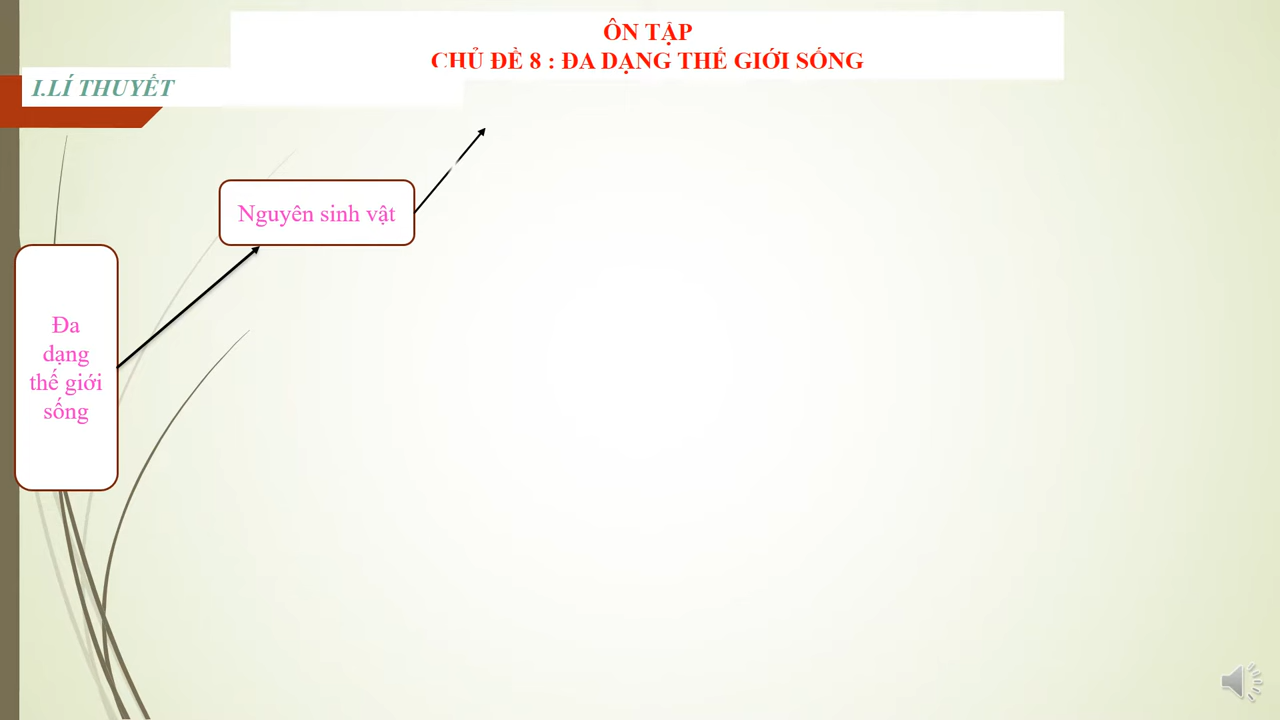 ÔN TẬP
CHỦ ĐỀ 8 : ĐA DẠNG THẾ GIỚI SỐNG
I.LÍ THUYẾT
Nguyên sinh vật
Đa
dạng
thế giới
sống